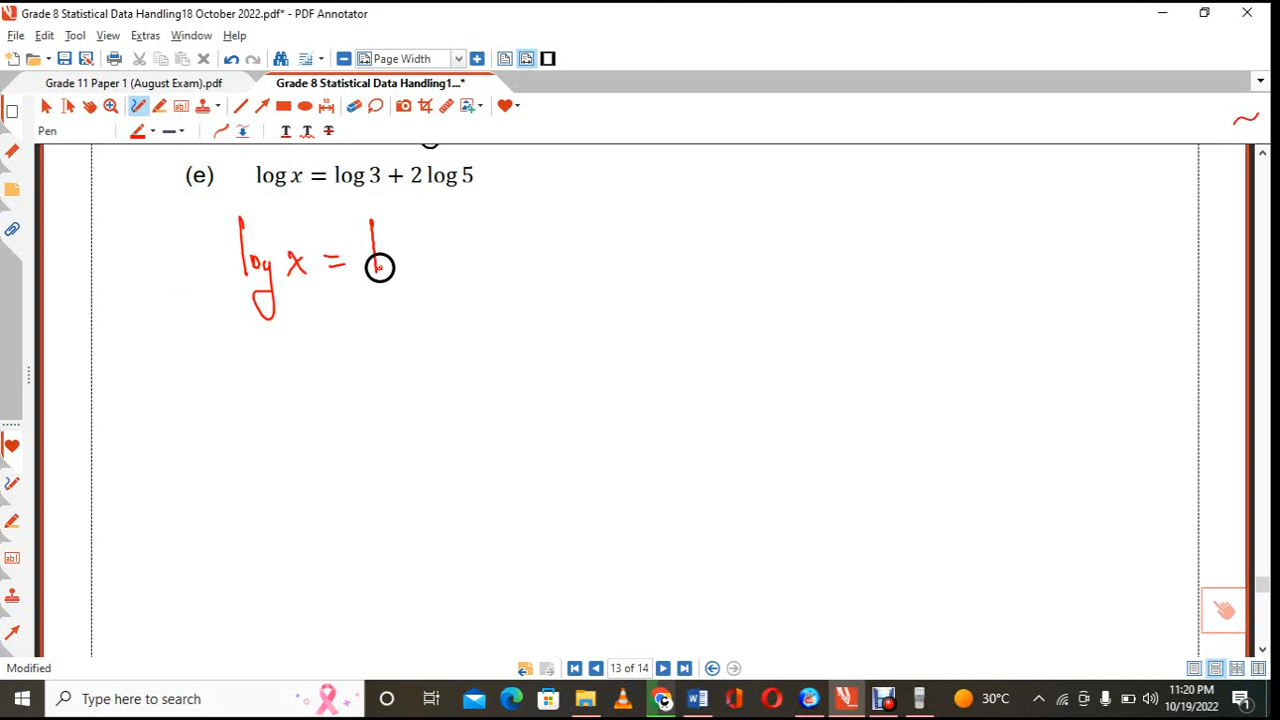 Grade 8 Statistical Data Handling18 October 2022.pdf* - PDF Annotator
File Edit Tool View Extras Window Help
Page Width
Grade 11 Paper 1 (August Exam).pdf Grade 8 Statistical Data Handling1...*
Pen
(e) log x = log 3 + 2 log 5
log x = l
13 of 14
Modified
Type here to search
30°C
11:20 PM
10/19/2022